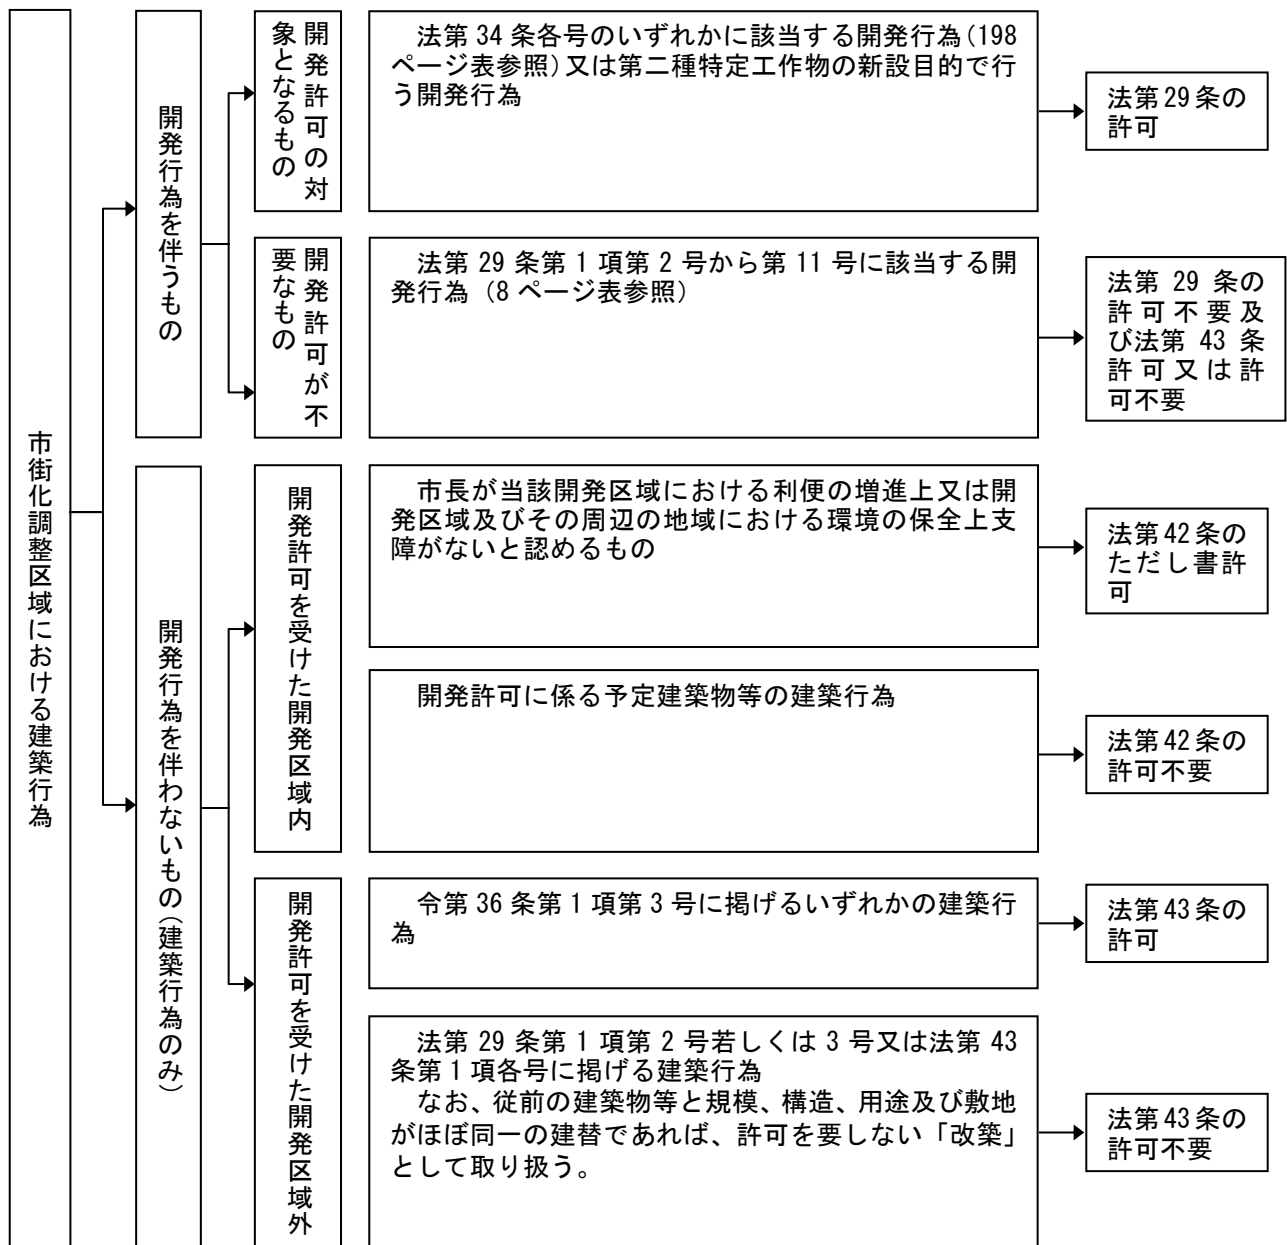 市街化調整区域における建築行為
開発行為を伴うもの
開発許可の対
象となるもの
法第 34 条各号のいずれかに該当する開発行為(198
ページ表参照)又は第二種特定工作物の新設目的で行
う開発行為
法第29条の
許可
開発許可が不
要なもの
法第 29 条第 1 項第 2 号から第 11 号に該当する開
発行為(8 ページ表参照)
法第 29 条の
許可不要及
び法第 43 条
許可又は許
可不要
開発行為を伴わないもの(建築行為のみ)
開発許可を受けた開発区域内
市長が当該開発区域における利便の増進上又は開
発区域及びその周辺の地域における環境の保全上支
障がないと認めるもの
法第42条の
ただし書許
可
開発許可に係る予定建築物等の建築行為
法第42条の
許可不要
開発許可を受けた開発区域外
令第 36 条第 1 項第 3 号に掲げるいずれかの建築行
為
法第43条の
許可
法第 29 条第 1 項第 2 号若しくは 3 号又は法第 43
条第 1 項各号に掲げる建築行為
なお、従前の建築物等と規模、構造、用途及び敷地
がほぼ同一の建替であれば、許可を要しない「改築」
として取り扱う。
法第43条の
許可不要